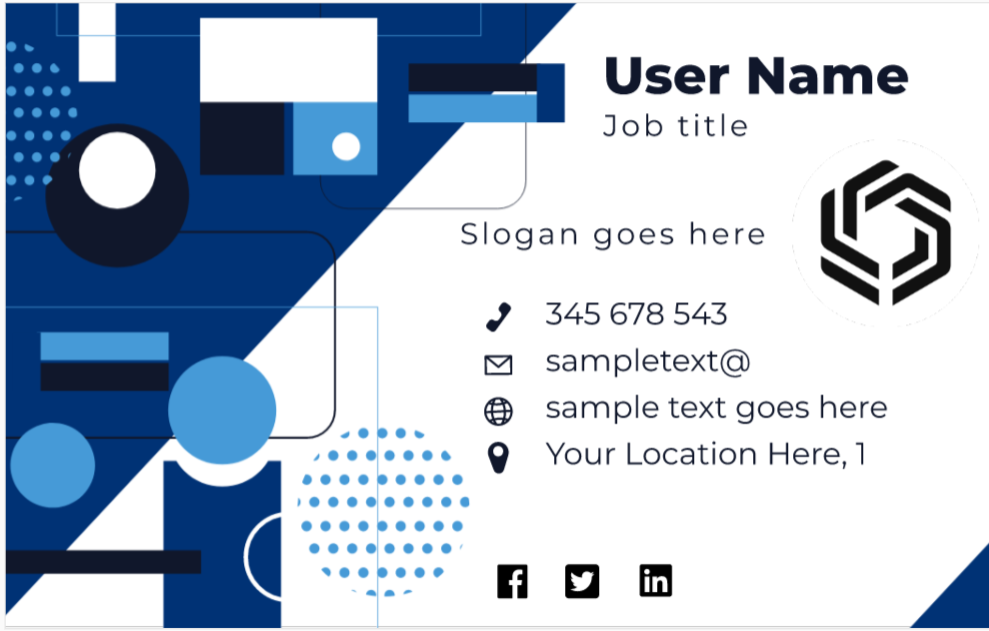 User Name
Job title
Slogan goes here
345 678 543
sampletext@
sample text goes here
Your Location Here, 1